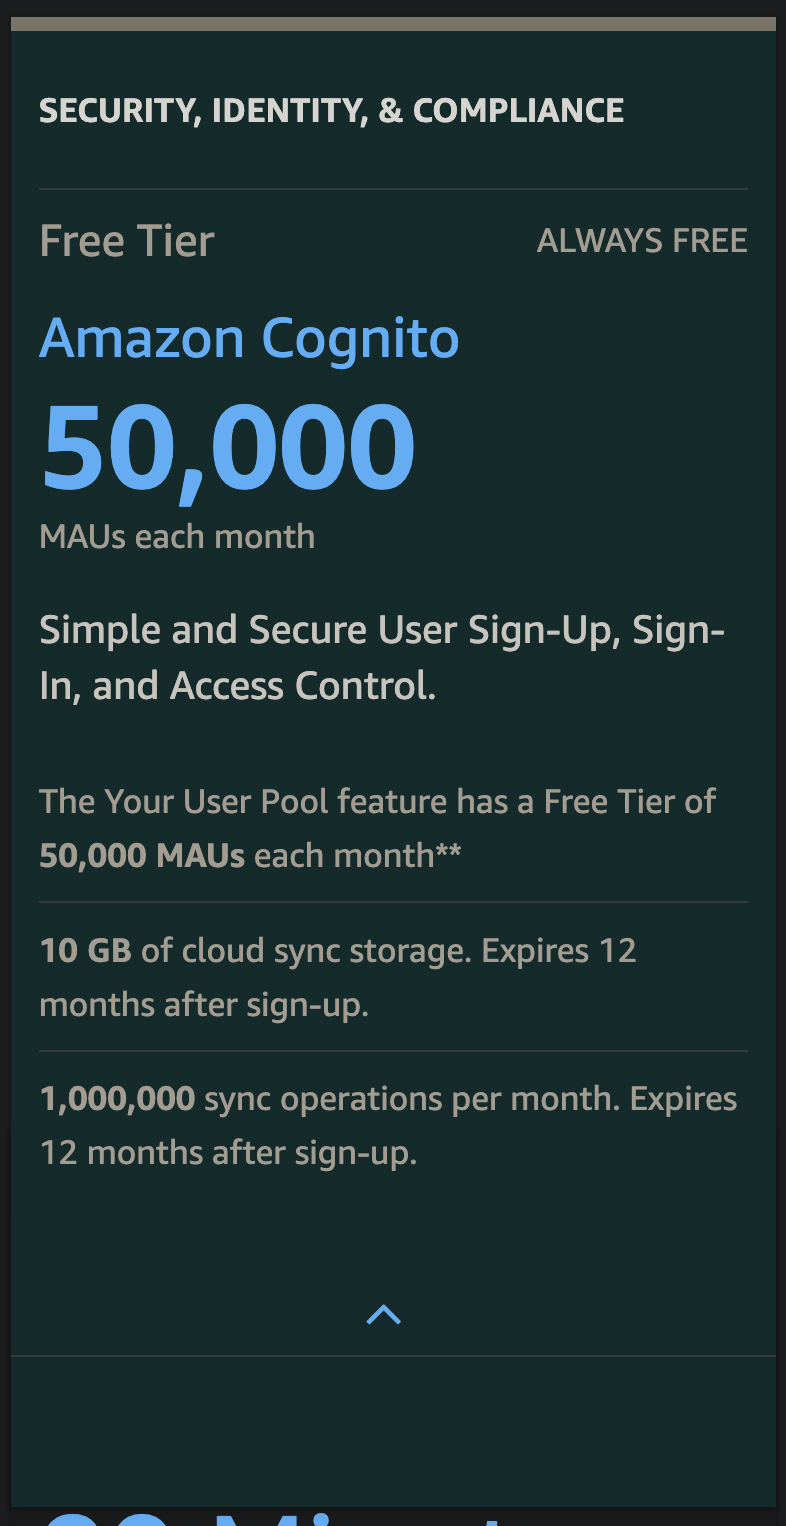 SECURITY, IDENTITY, & COMPLIANCE
Free Tier
ALWAYS FREE
Amazon Cognito
50,000
MAUs each month
Simple and Secure User Sign-Up, Sign-
In, and Access Control.
The Your User Pool feature has a Free Tier of
50,000 MAUs each month**
10 GB of cloud sync storage. Expires 12
months after sign-up.
1,000,000 sync operations per month. Expires
12 months after sign-up.